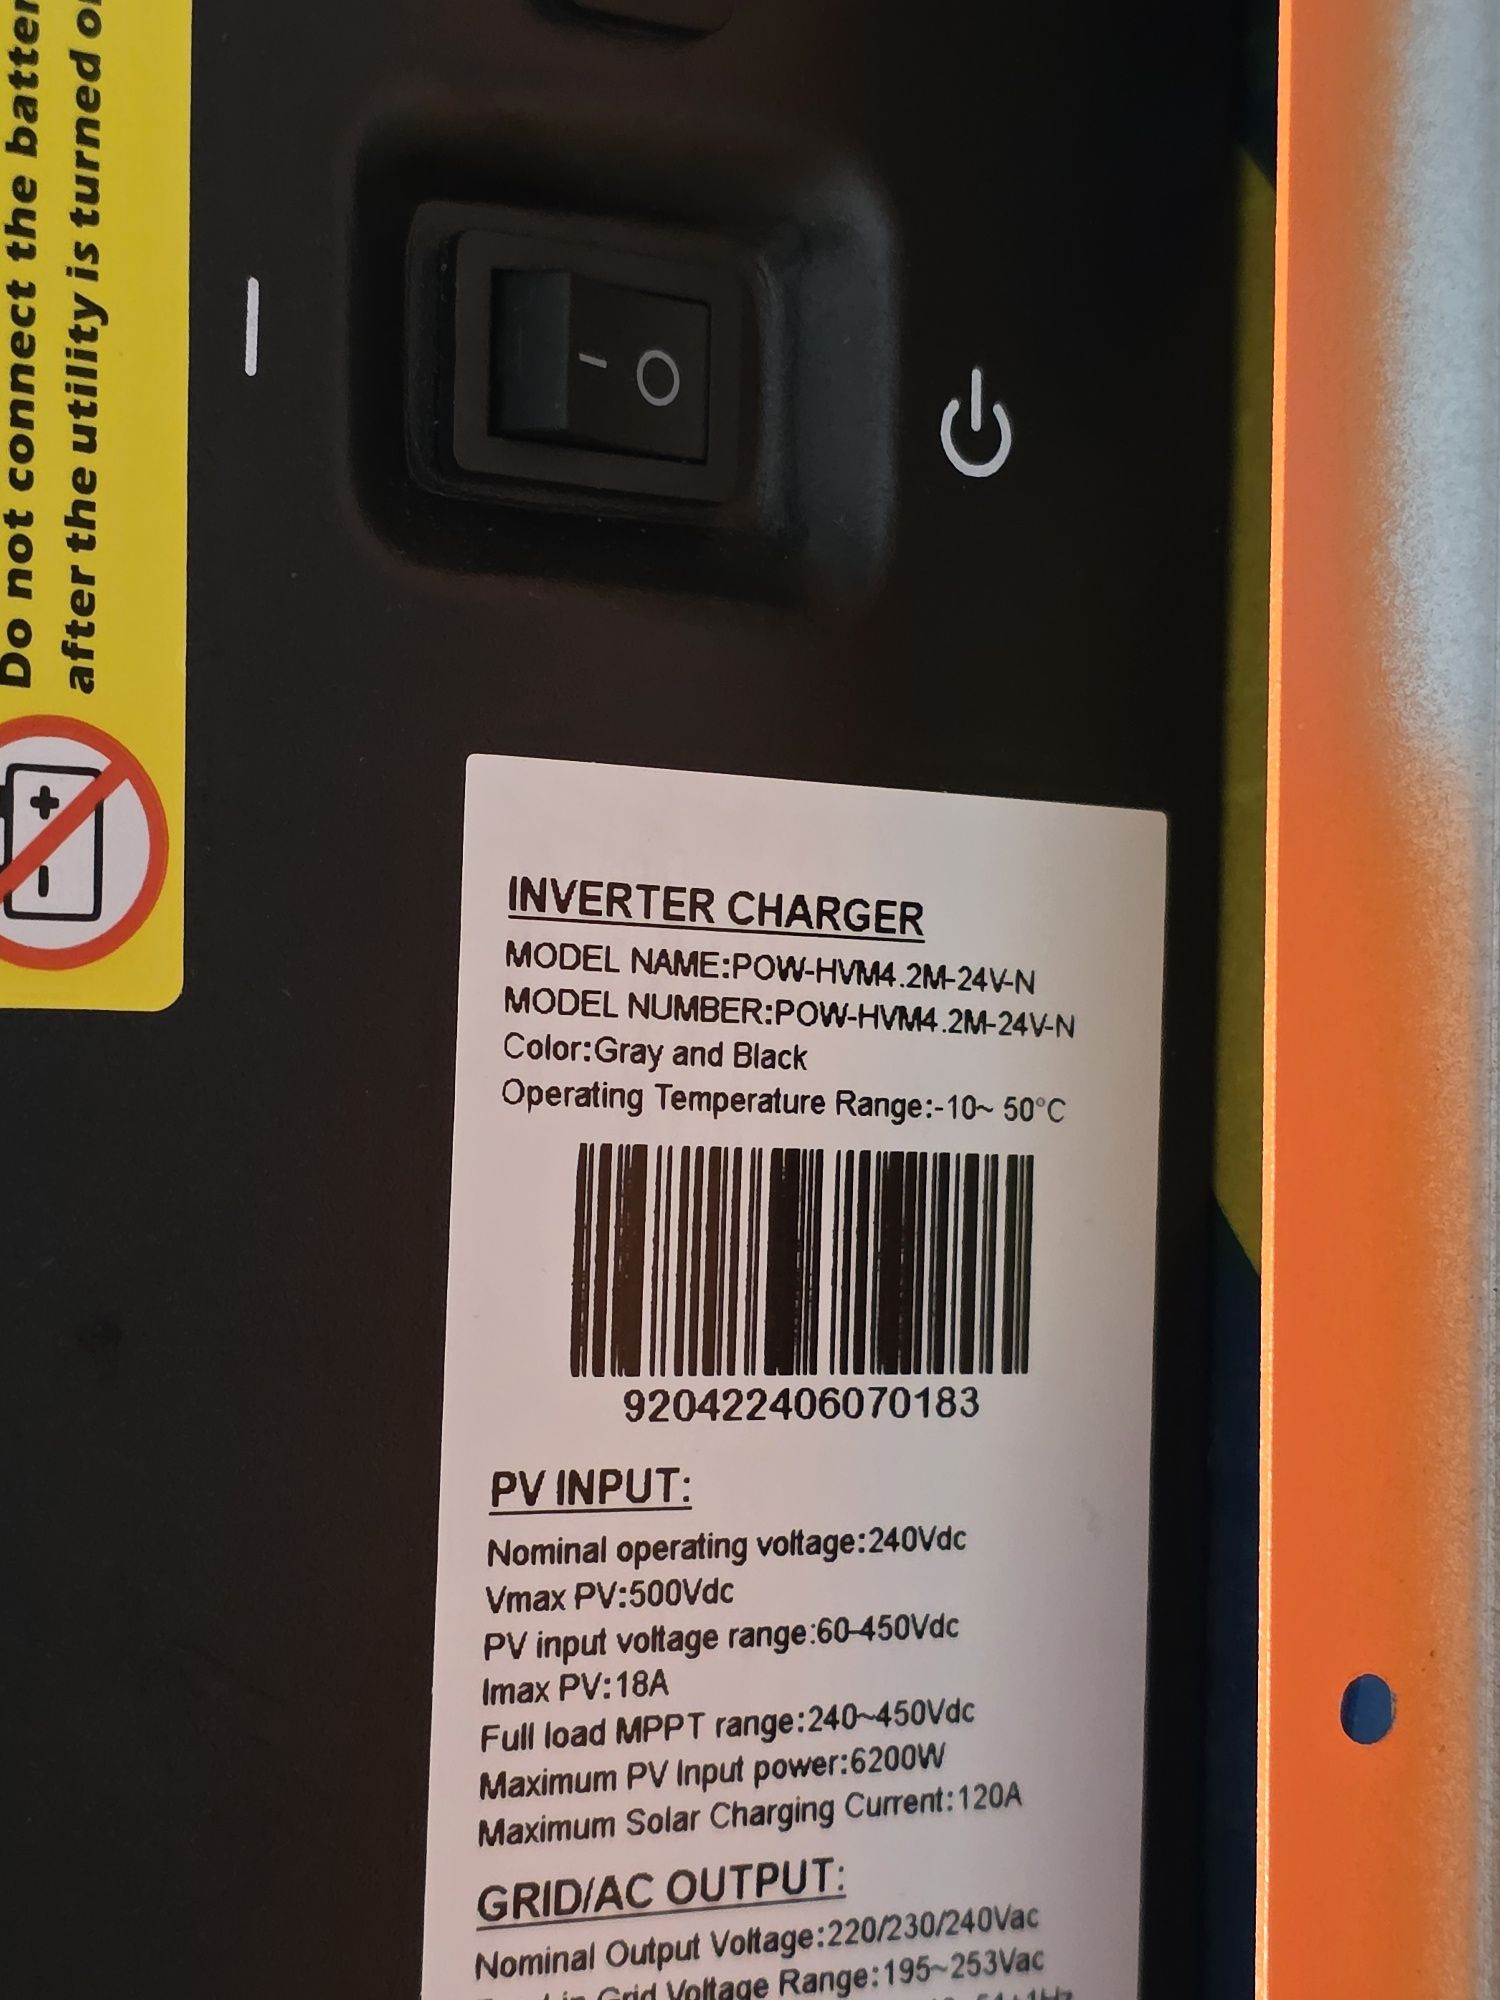 Do not connect the
after the utility is turned
INVERTER CHARGER
MODEL NAME:POW-HVM4.2M-24V-N
MODEL NUMBER:POW-HVM4.2M-24V-N
Color:Gray and Black
Operating Temperature Range:-10~ 50°C
920422406070183
PV INPUT:
Nominal operating voltage:240Vdc
Vmax PV:500Vdc
PV input voltage range:60-450Vdc
Imax PV:18A
Full load MPPT range:240~450Vdc
Maximum PV Input power:6200W
Maximum Solar Charging Current:120A
GRID/AC OUTPUT:
Nominal Output Voltage:220/230/240Vac
Grid Voltage Range:195~253Vac